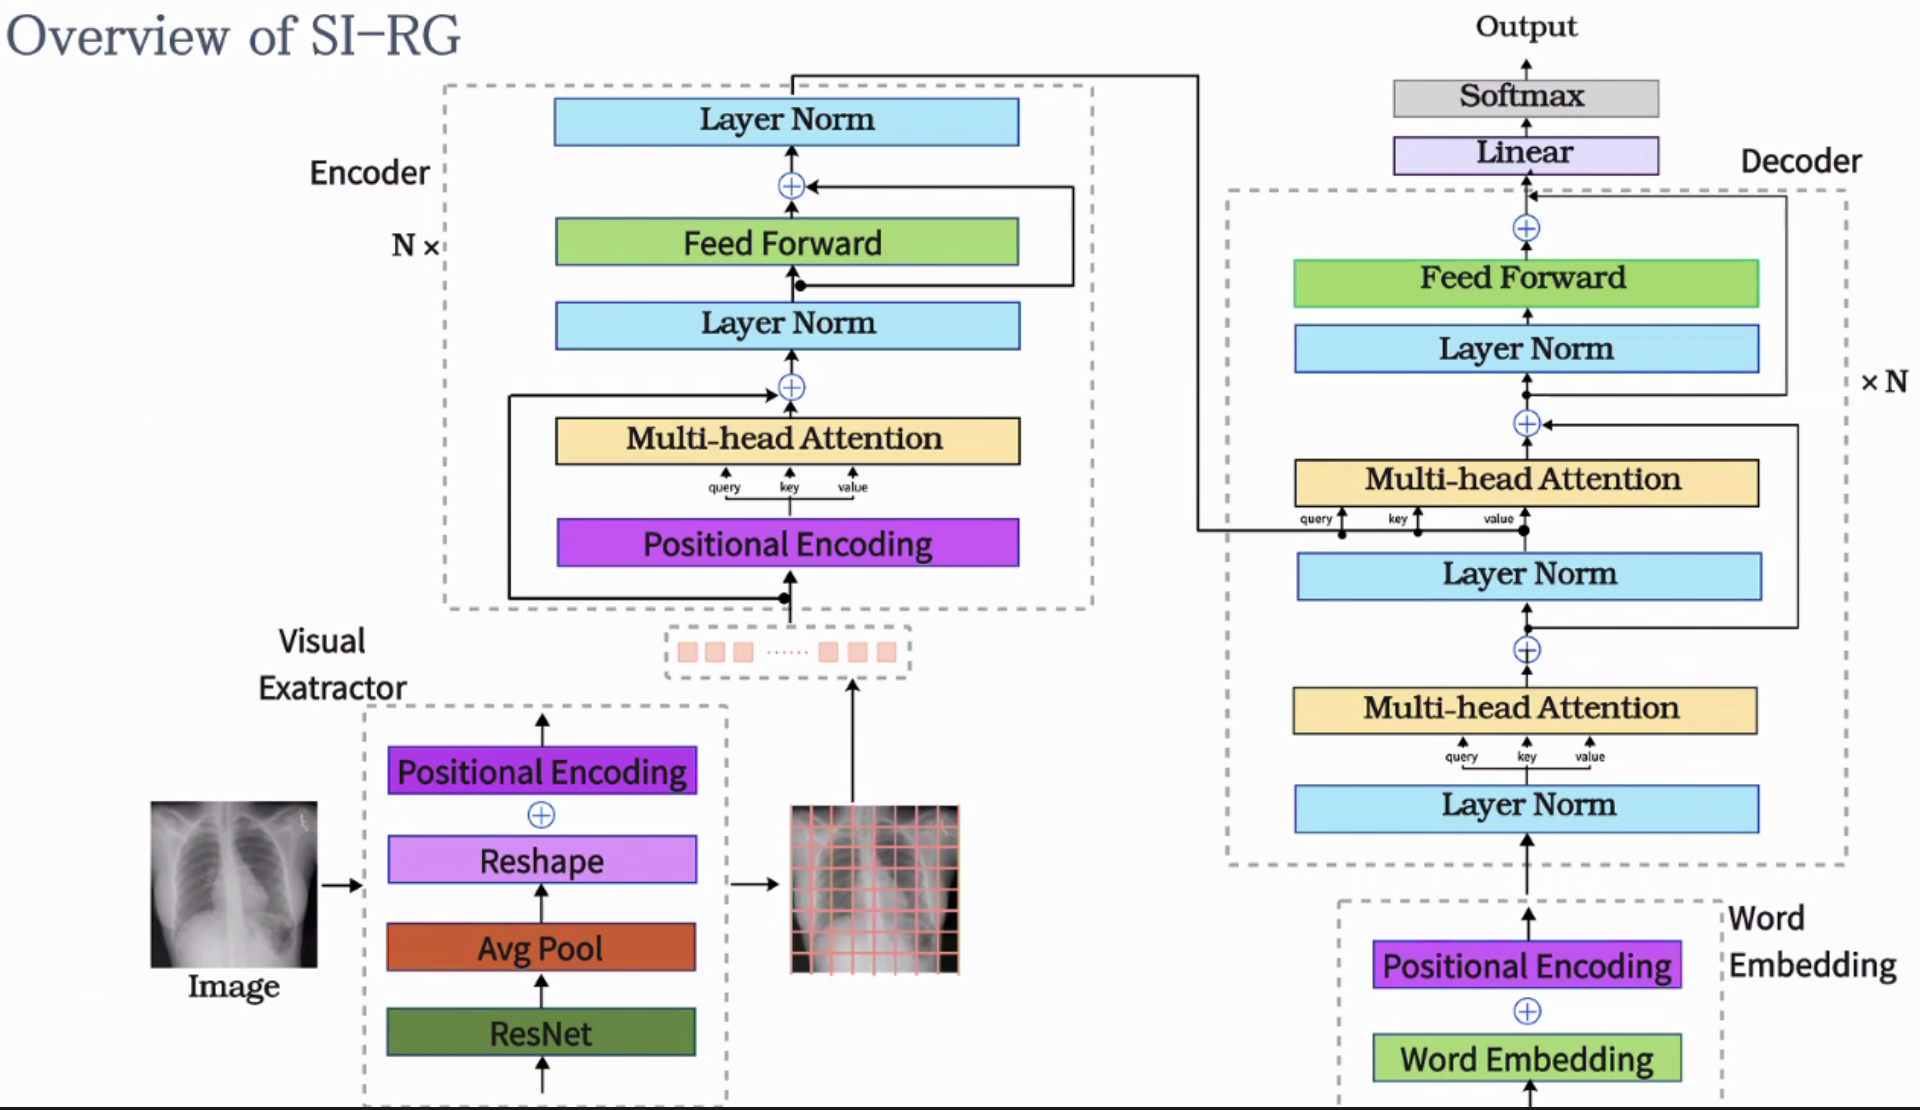 Overview of SI-RG
Encoder
N ×
Layer Norm
Feed Forward
Layer Norm
Multi-head Attention
query key value
Positional Encoding
Visual
Exatractor
Positional Encoding
Reshape
Avg Pool
ResNet
Image
Output
Softmax
Linear
Decoder
Feed Forward
Layer Norm
× N
Multi-head Attention
query key value
Layer Norm
Multi-head Attention
query key value
Layer Norm
Word
Embedding
Positional Encoding
Word Embedding